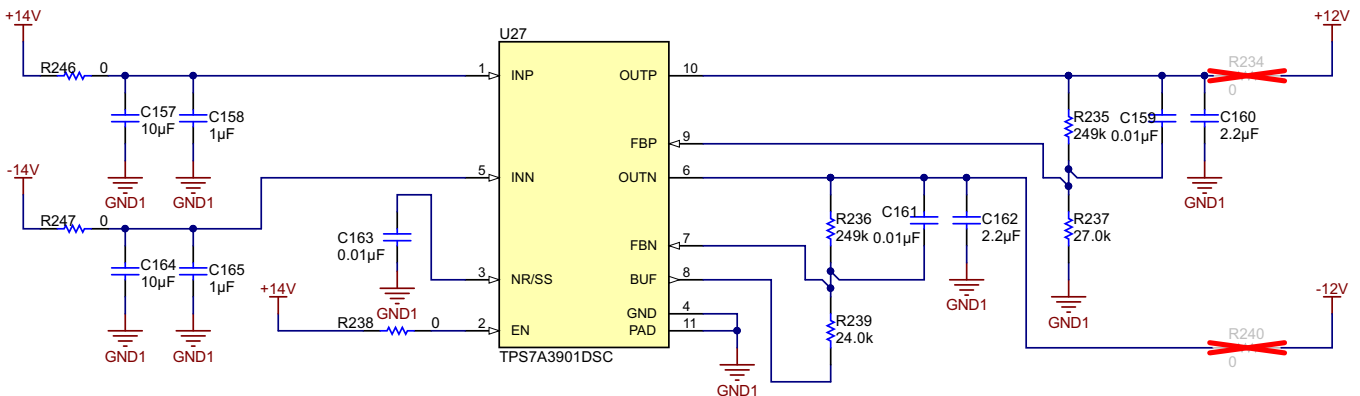 +14V
+12V
U27
R246
0
1
INP
OUTP
10
R234
0
C157
10µF
C158
1µF
R235
249k
C159
0.01µF
C160
2.2µF
FBP
9
-14V
5
INN
OUTN
6
GND1
GND1
GND1
R247
0
R236
249k
C161
0.01µF
C162
2.2µF
R237
27.0k
C163
0.01µF
FBN
7
C164
10µF
C165
1µF
3
NR/SS
BUF
8
+14V
-12V
GND1
GND1
GND1
GND
4
R238
0
2
EN
PAD
11
R239
24.0k
R240
0
GND1
GND1
TPS7A3901DSC
GND1